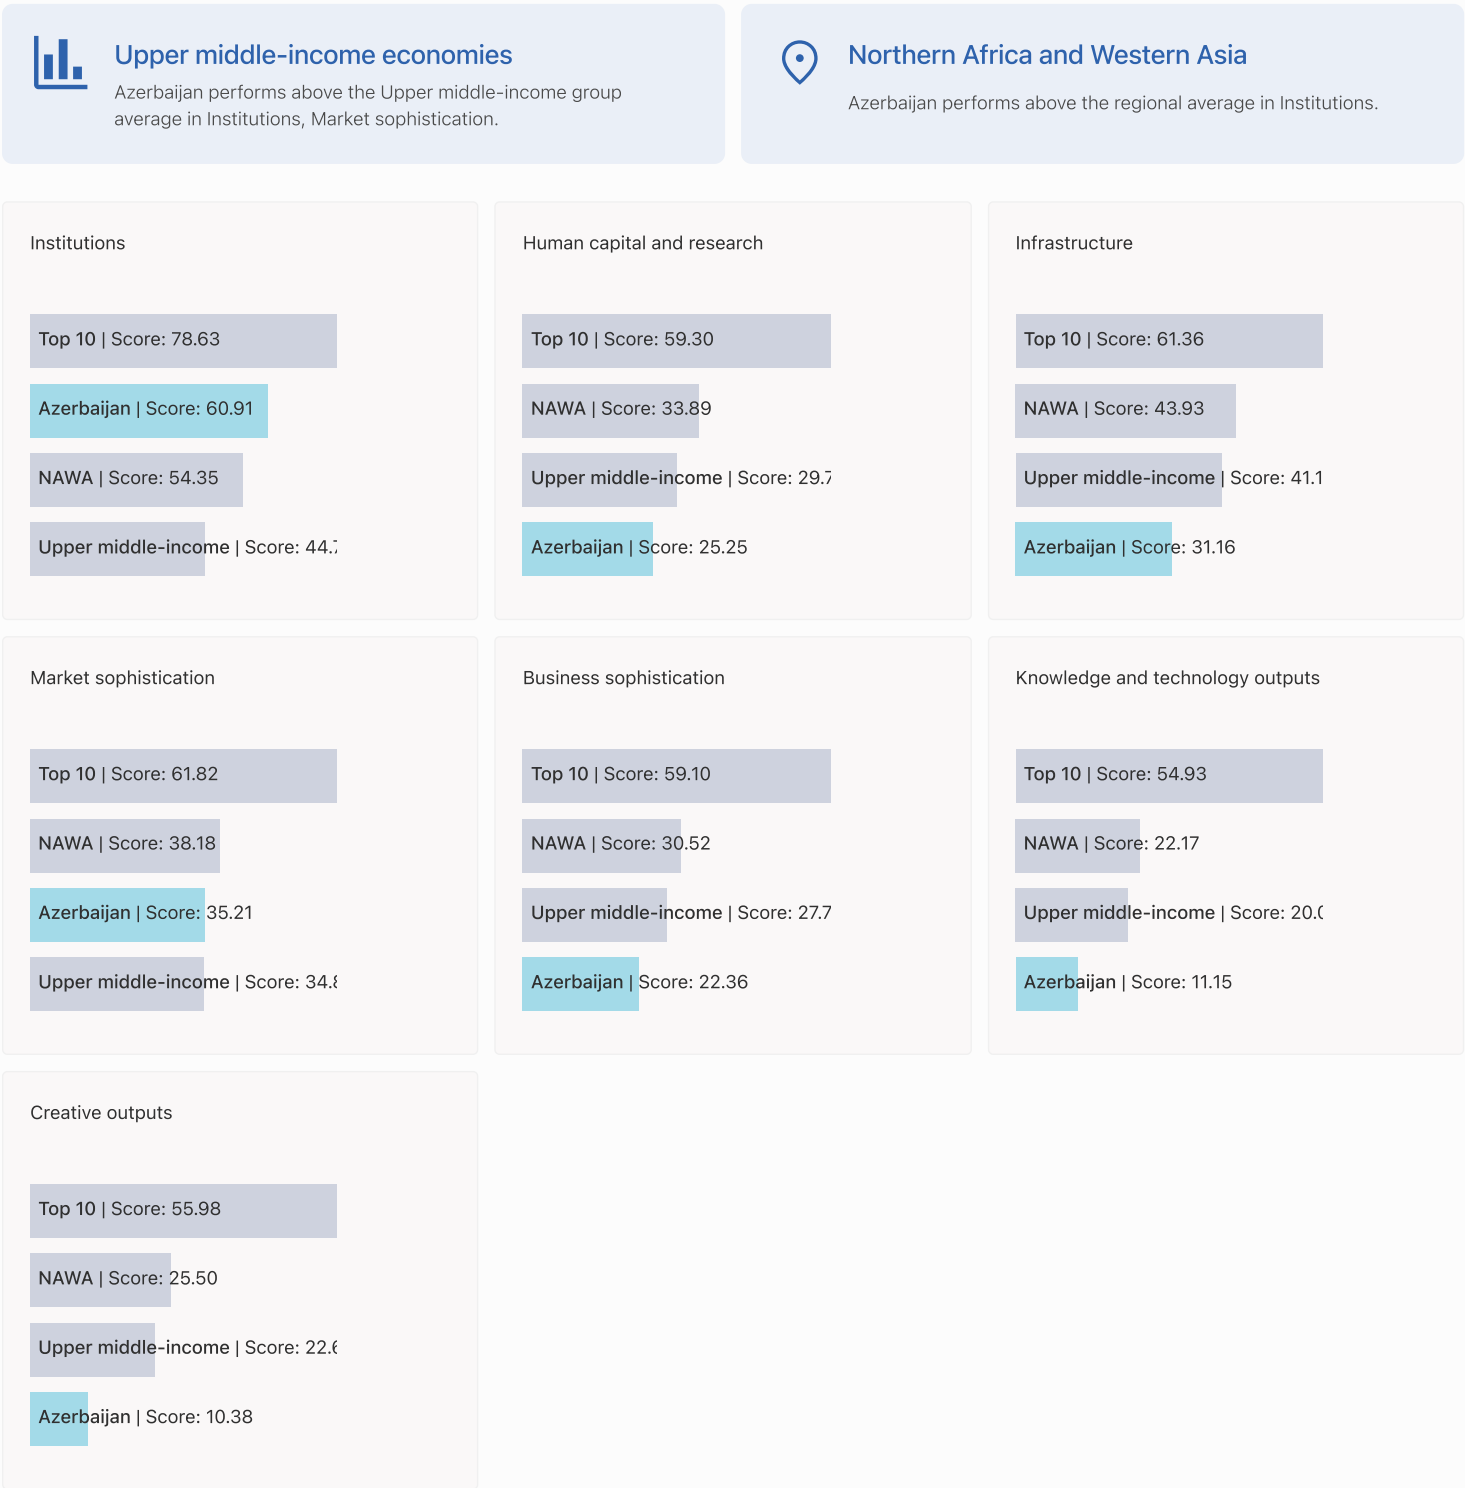 Upper middle-income economies
Azerbaijan performs above the Upper middle-income group
average in Institutions, Market sophistication.
Northern Africa and Western Asia
Azerbaijan performs above the regional average in Institutions.
Institutions
Top 10 | Score: 78.63
Azerbaijan | Score: 60.91
NAWA | Score: 54.35
Upper middle-income | Score: 44.
Human capital and research
Top 10 | Score: 59.30
NAWA | Score: 33.89
Upper middle-income | Score: 29.7
Azerbaijan | Score: 25.25
Infrastructure
Top 10 | Score: 61.36
NAWA | Score: 43.93
Upper middle-income | Score: 41.1
Azerbaijan | Score: 31.16
Market sophistication
Top 10 | Score: 61.82
NAWA | Score: 38.18
Azerbaijan | Score: 35.21
Upper middle-income | Score: 34.
Business sophistication
Top 10 | Score: 59.10
NAWA | Score: 30.52
Upper middle-income | Score: 27.7
Azerbaijan | Score: 22.36
Knowledge and technology outputs
Top 10 | Score: 54.93
NAWA | Score: 22.17
Upper middle-income | Score: 20.
Azerbaijan | Score: 11.15
Creative outputs
Top 10 | Score: 55.98
NAWA | Score: 25.50
Upper middle-income | Score: 22.
Azerbaijan | Score: 10.38